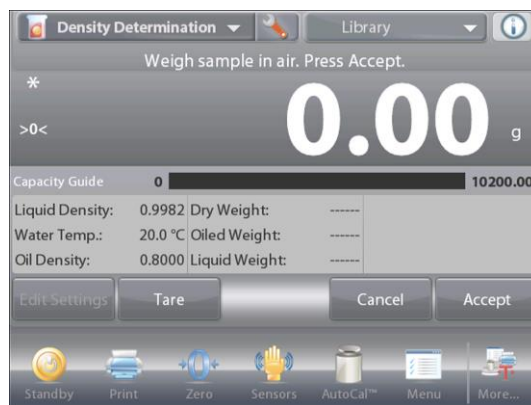 Density Determination Library
Weigh sample in air. Press Accept.
*
>0< 0.00 g
Capacity Guide 0 10200.00
Liquid Density: 0.9982 Dry Weight: ------
Water Temp.: 20.0 °C Oiled Weight: ------
Oil Density: 0.8000 Liquid Weight: ------
Edit Settings Tare Cancel Accept
Standby Print Zero Sensors AutoCal™ Menu More...